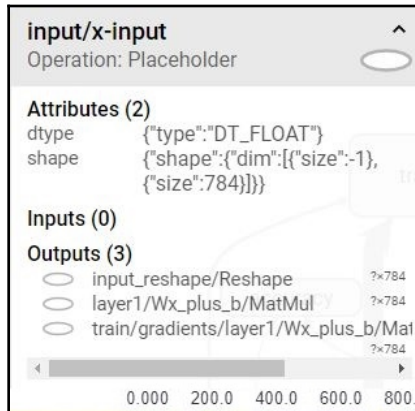 input/x-input
Operation: Placeholder
Attributes (2)
dtype {"type":"DT_FLOAT"}
shape {"shape":{"dim":[{"size":-1},
{"size":784}]}}
Inputs (0)
Outputs (3)
input_reshape/Reshape ?×784
layer1/Wx_plus_b/MatMul ?×784
train/gradients/layer1/Wx_plus_b/Mat
?×784
0.000 200.0 400.0 600.0 800.